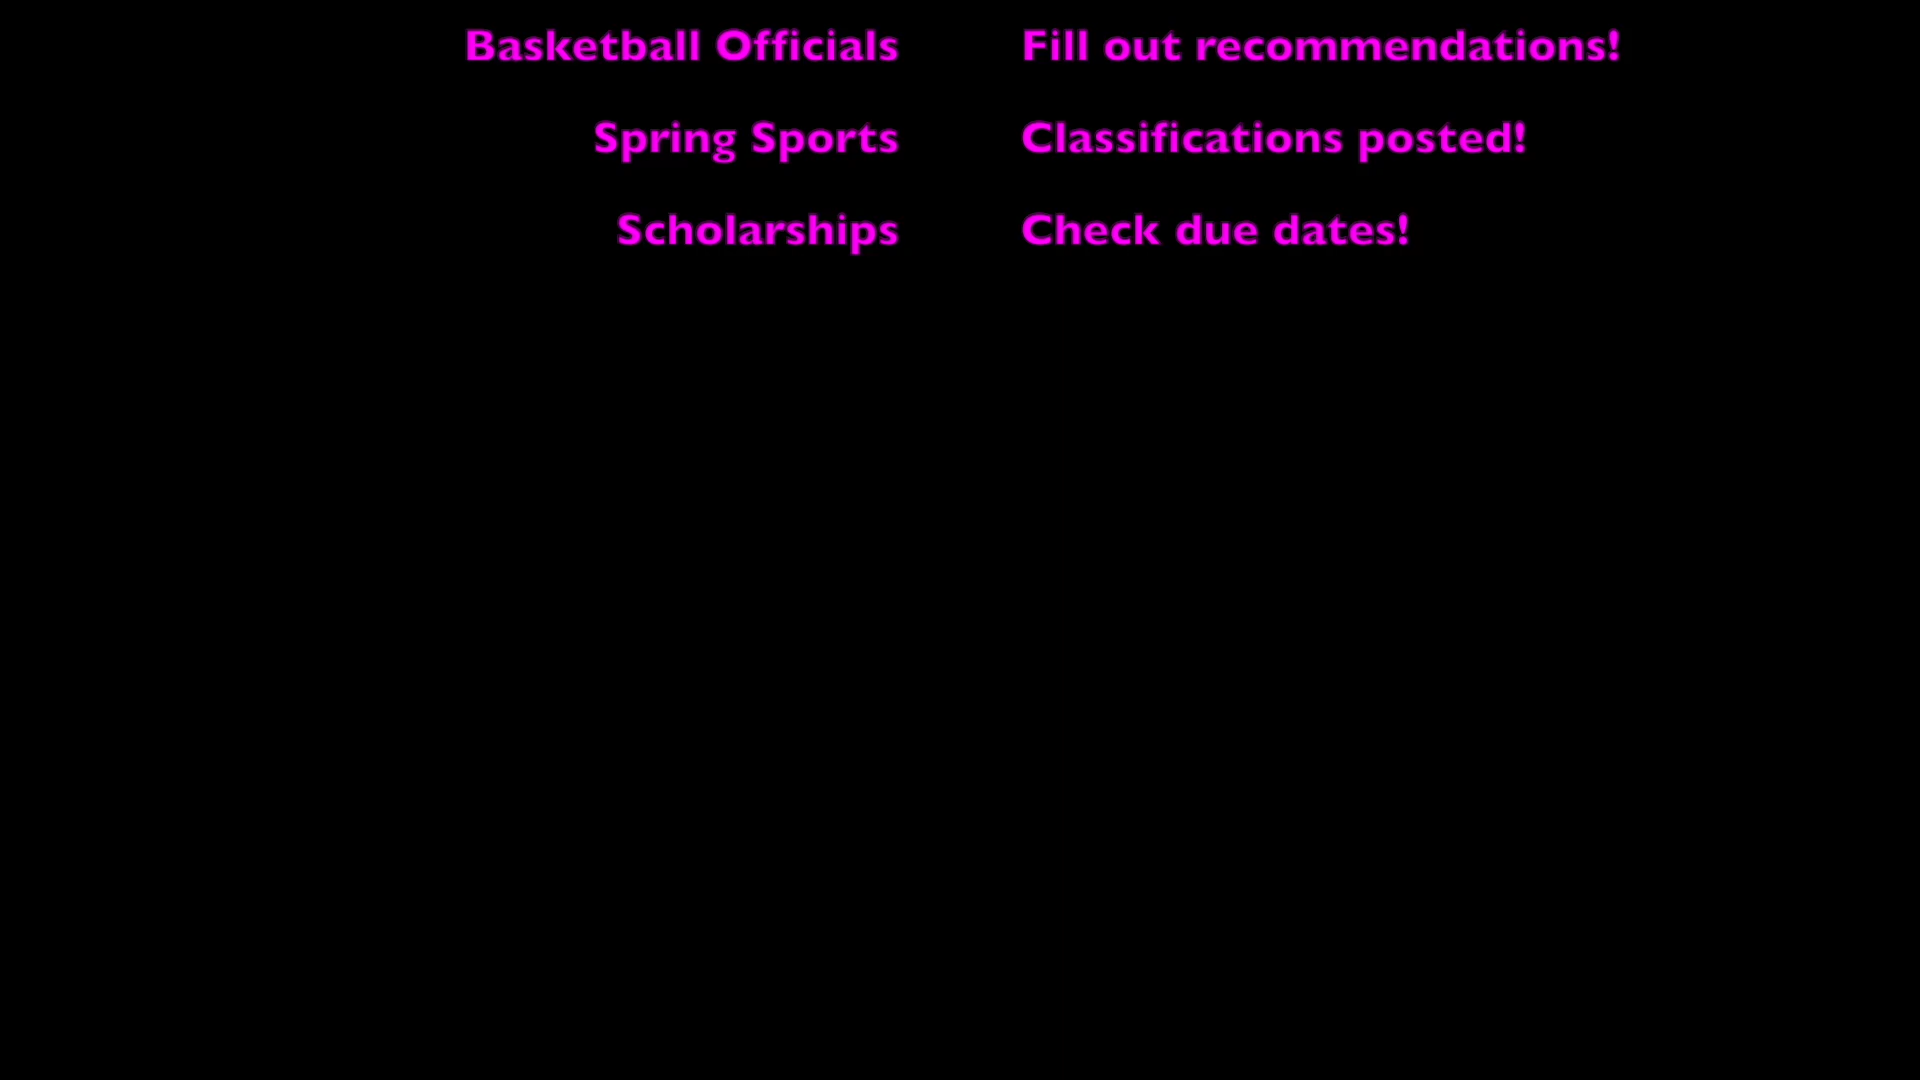 Basketball Officials Fill out recommendations!
Spring Sports Classifications posted!
Scholarships Check due dates!